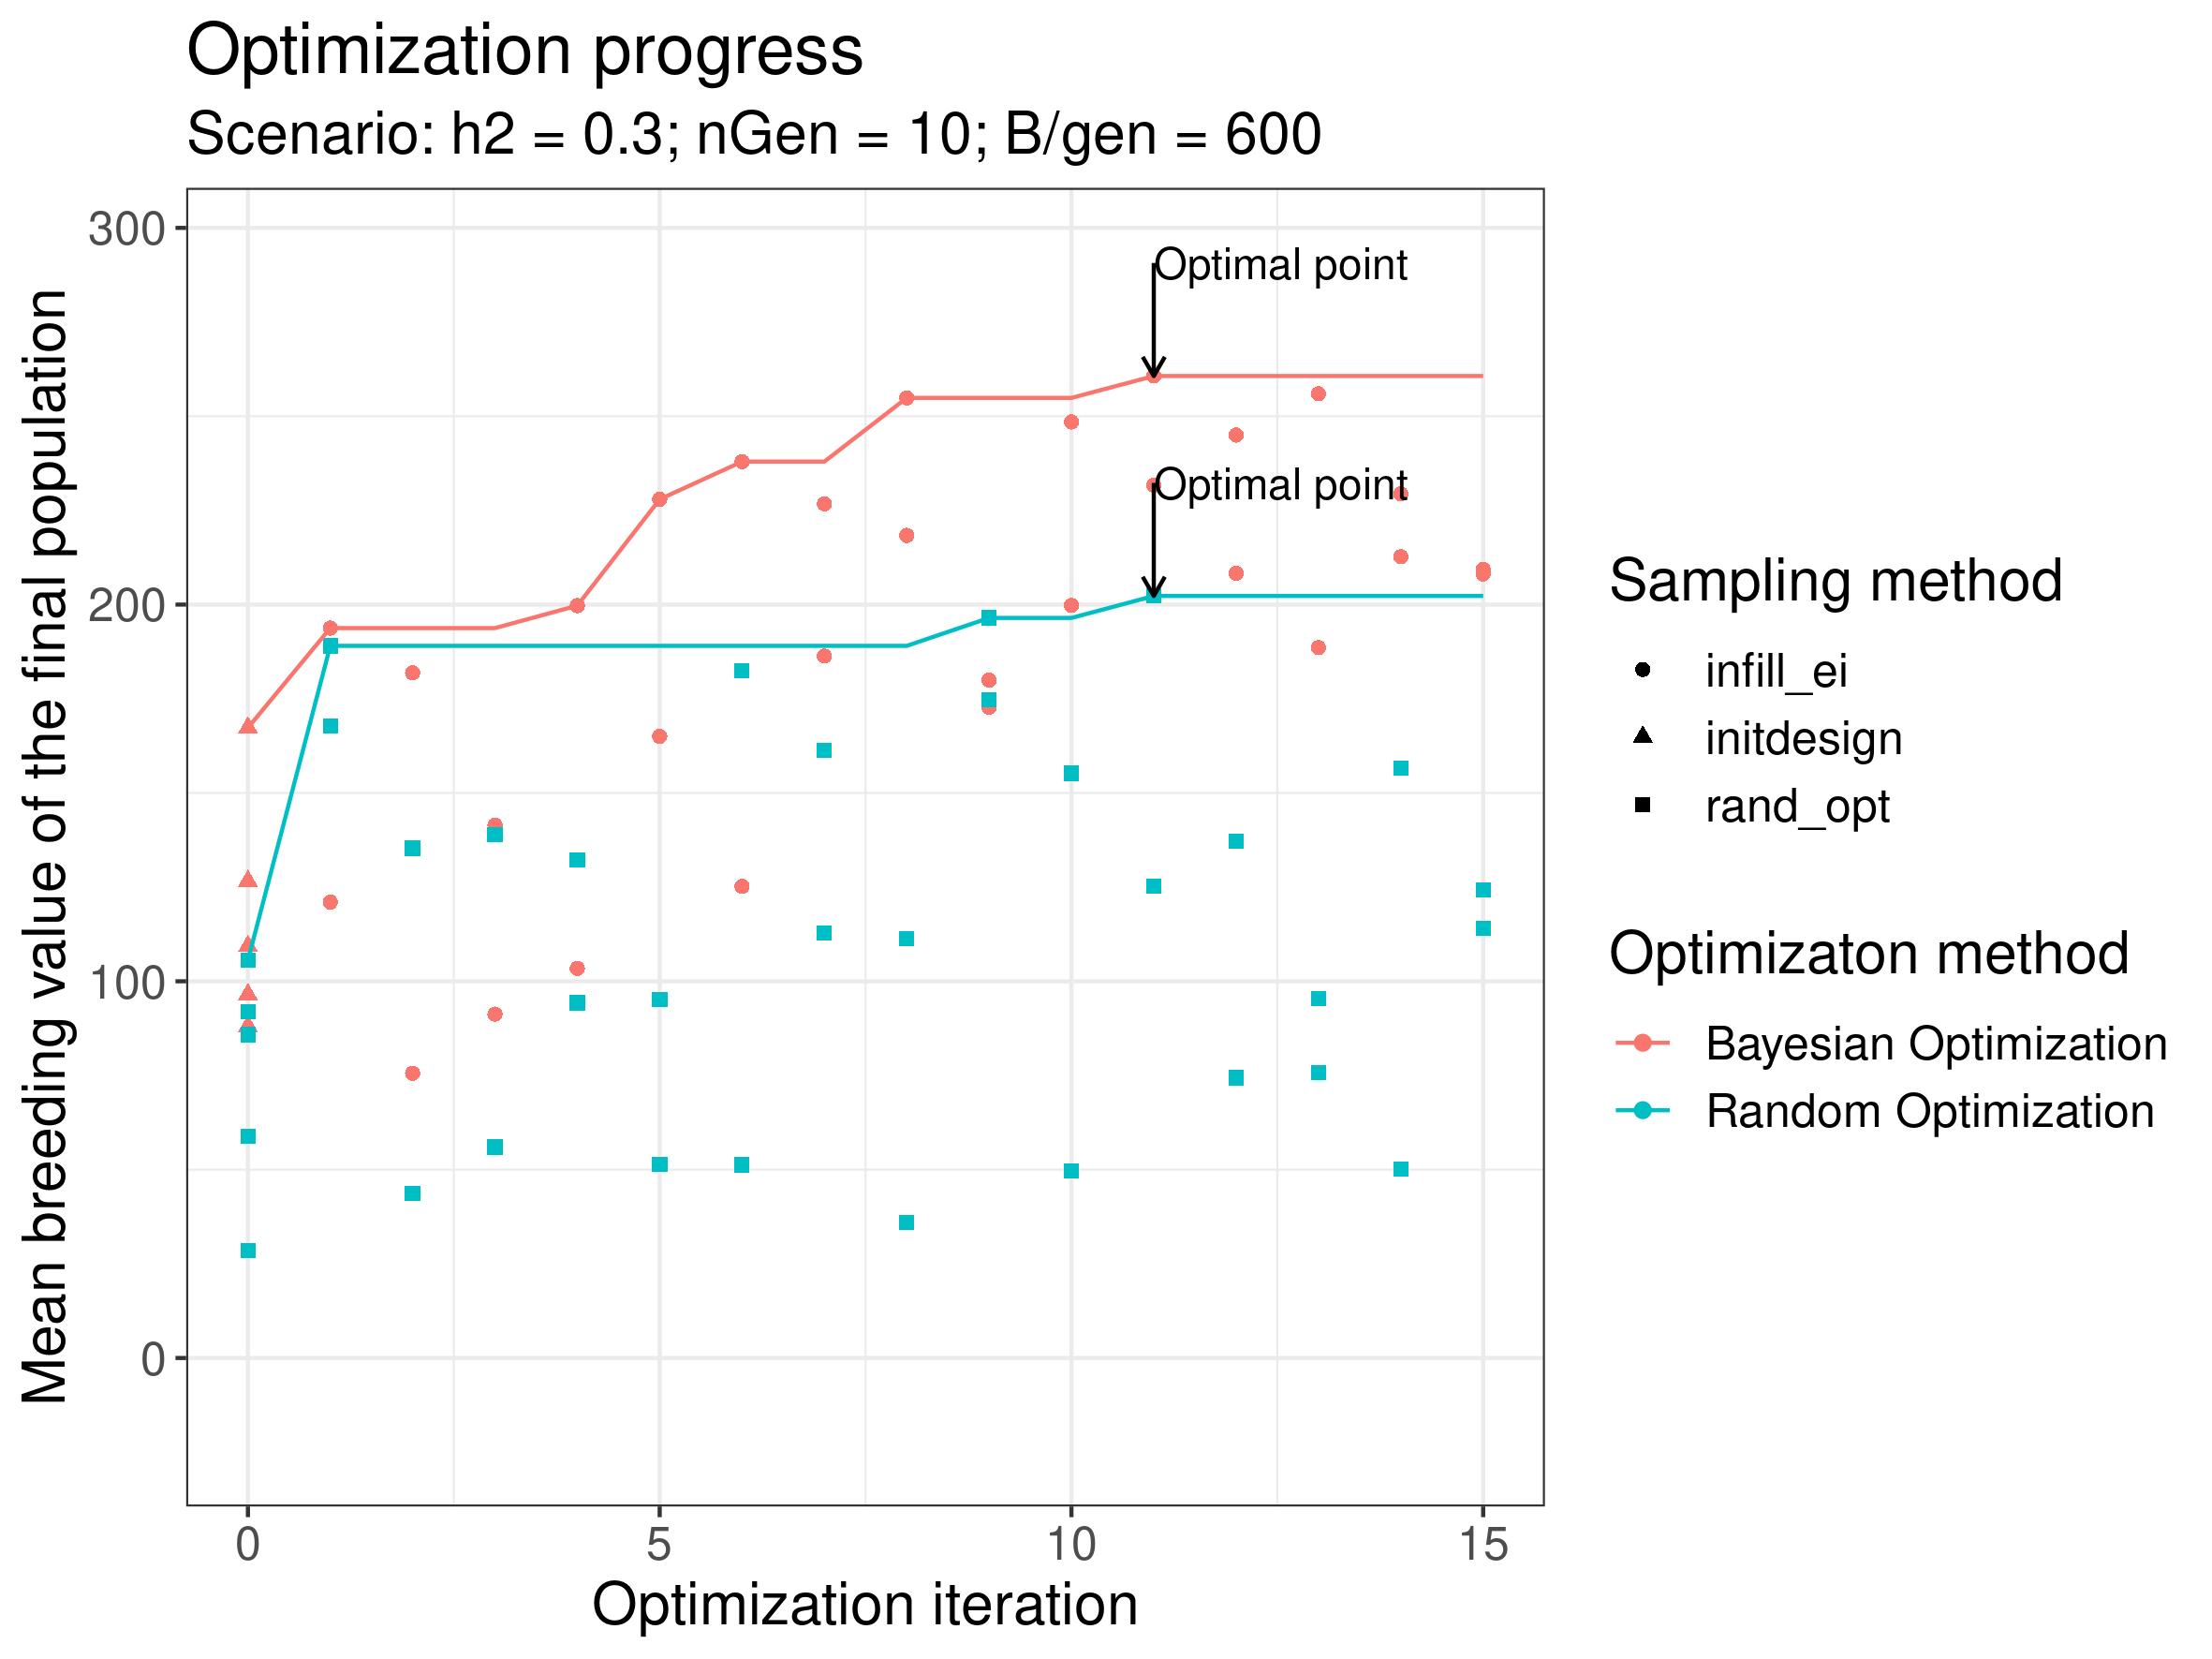 Optimization progress
Scenario: h2 = 0.3; nGen = 10; B/gen = 600
Mean breeding value of the final population
300
200
100
0
Optimal point
Optimal point
0
5
10
15
Optimization iteration
Sampling method
infill_ei
initdesign
rand_opt
Optimizaton method
Bayesian Optimization
Random Optimization